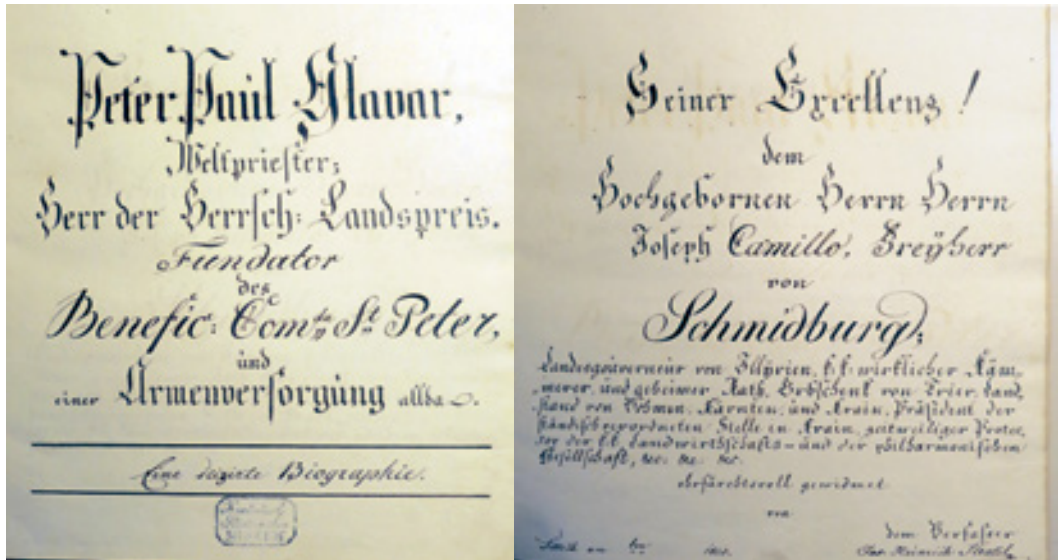 Peter Paul Glavar,
Weltpriester;
Herr der Herrsch: Landspreis.
Fundator
des
Benefic: Com: St Peter,
und
einer Armenversorgung allda.
Eine skizirte Biographie.
Seiner Excellenz!
dem
Hochgebornen Herrn Herrn
Joseph Camillo, Freÿherr
von
Schmidburg;
Landesgouverneur von Illÿrien, k. k. wirklicher Käm„
merer, und geheimer Rath, Erbschenk von Trier, Land„
stand von Böhmen, Kärnten, und Krain, Präsident der
ständisch verordneten Stelle in Krain, zeitweiliger Protec„
tor der k. k. Landwirthschafts- und der philharmonischen
Gesellschaft, etc. etc. etc.
ehrfurchtsvoll gewidmet
von
dem Verfasser